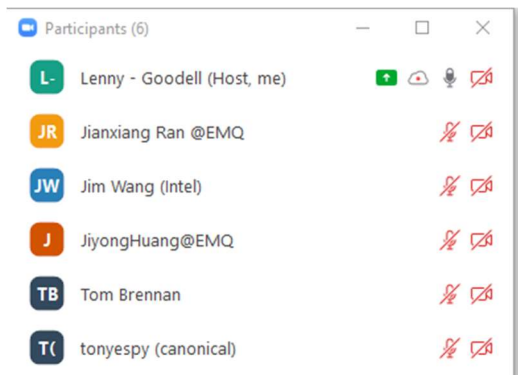 Participants (6)
L- Lenny - Goodell (Host, me)
JR Jianxiang Ran @EMQ
JW Jim Wang (Intel)
J JiyongHuang@EMQ
TB Tom Brennan
T( tonyespy (canonical)